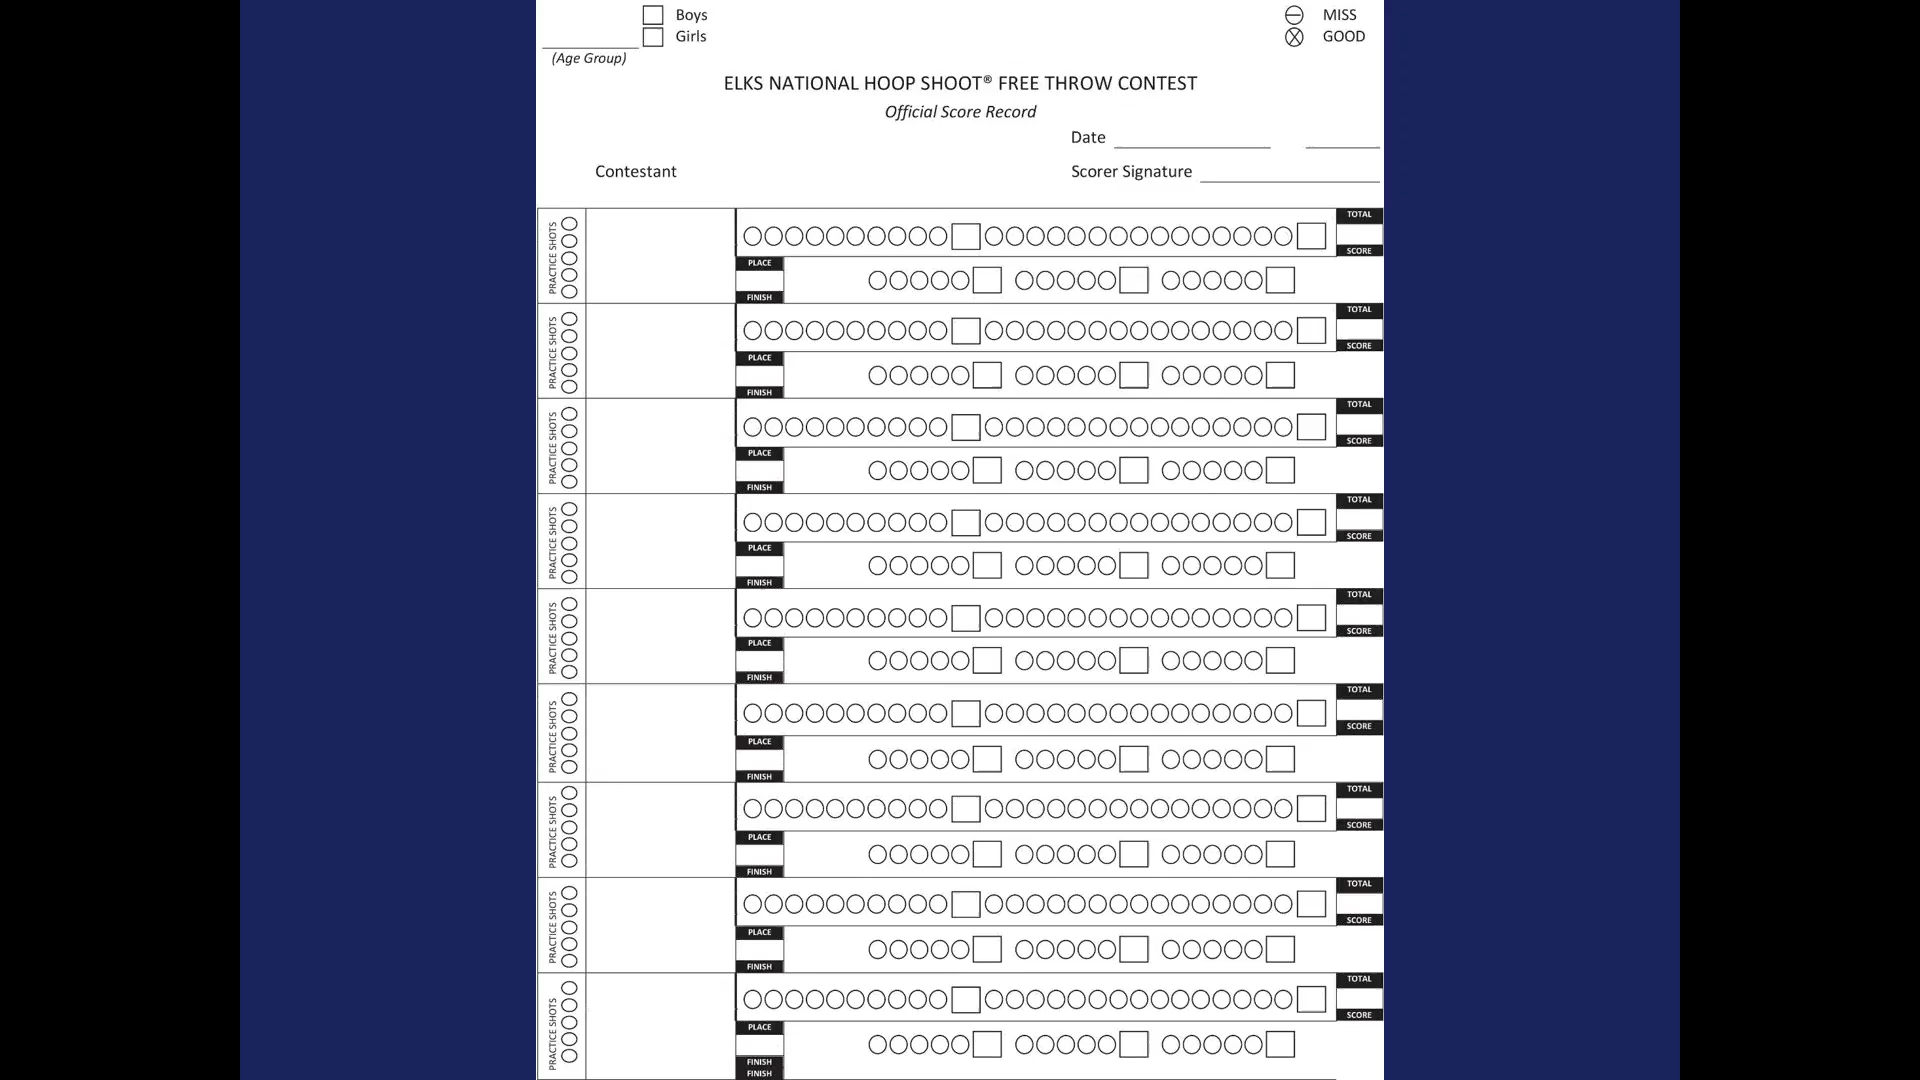 Boys
MISS
Girls
GOOD
(Age Group)
ELKS NATIONAL HOOP SHOOT® FREE THROW CONTEST
Official Score Record
Date
Contestant
Scorer Signature
PRACTICE SHOTS
TOTAL
SCORE
PLACE
FINISH
PRACTICE SHOTS
TOTAL
SCORE
PLACE
FINISH
PRACTICE SHOTS
TOTAL
SCORE
PLACE
FINISH
PRACTICE SHOTS
TOTAL
SCORE
PLACE
FINISH
PRACTICE SHOTS
TOTAL
SCORE
PLACE
FINISH
PRACTICE SHOTS
TOTAL
SCORE
PLACE
FINISH
PRACTICE SHOTS
TOTAL
SCORE
PLACE
FINISH
PRACTICE SHOTS
TOTAL
SCORE
PLACE
FINISH
PRACTICE SHOTS
TOTAL
SCORE
PLACE
FINISH
FINISH